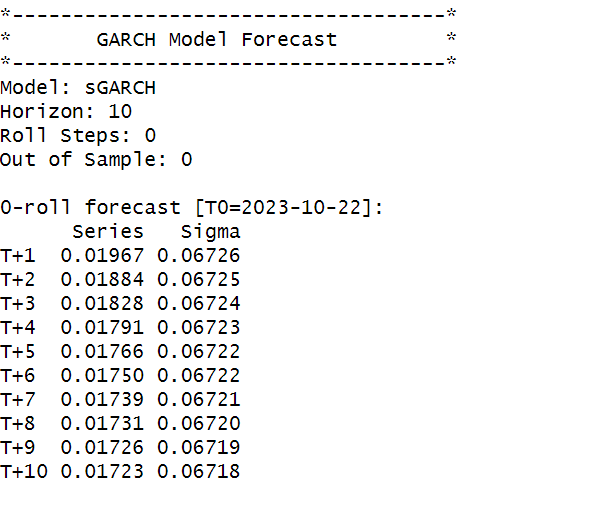 *------------------------------------*
*       GARCH Model Forecast         *
*------------------------------------*
Model: sGARCH
Horizon: 10
Roll Steps: 0
Out of Sample: 0

0-roll forecast [T0=2023-10-22]:
      Series   Sigma
T+1  0.01967 0.06726
T+2  0.01884 0.06725
T+3  0.01828 0.06724
T+4  0.01791 0.06723
T+5  0.01766 0.06722
T+6  0.01750 0.06722
T+7  0.01739 0.06721
T+8  0.01731 0.06720
T+9  0.01726 0.06719
T+10 0.01723 0.06718